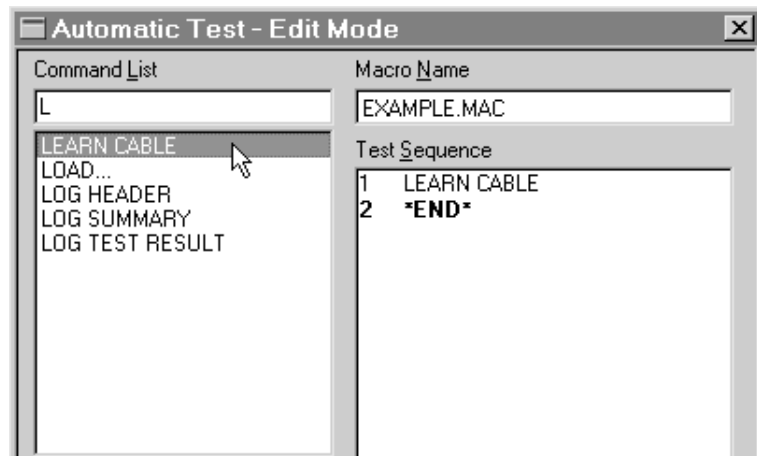 Automatic Test - Edit Mode
Command List
L
LEARN CABLE
LOAD...
LOG HEADER
LOG SUMMARY
LOG TEST RESULT
Macro Name
EXAMPLE.MAC
Test Sequence
1 LEARN CABLE
2 *END*